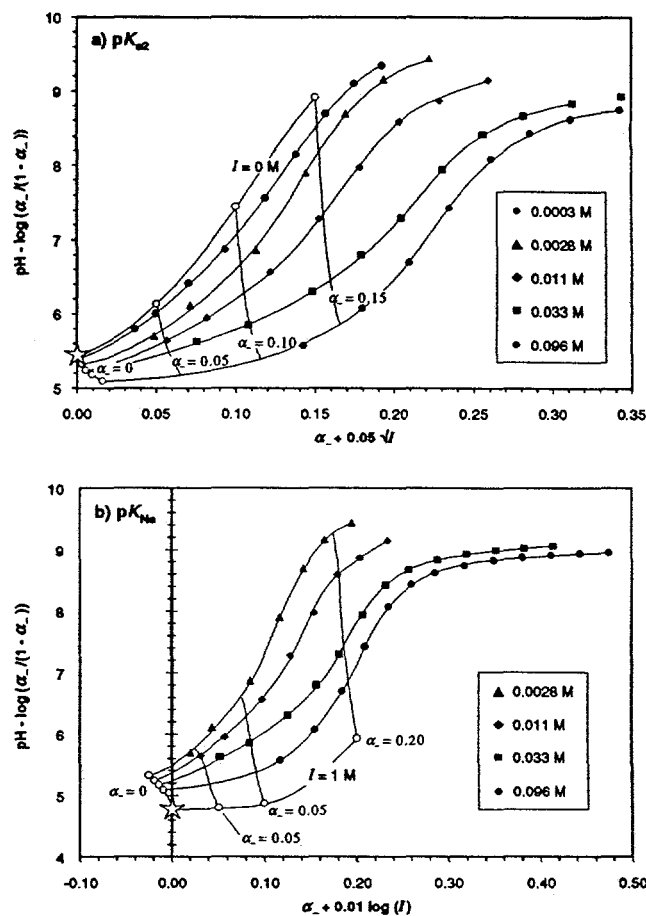 a) pKa2
10
9
8
7
6
5
pH - log (α_/(1 - α_))
I = 0 M
α_= 0.15
α_= 0.10
α_= 0.05
α_= 0
0.0003 M
0.0028 M
0.011 M
0.033 M
0.096 M
0.00 0.05 0.10 0.15 0.20 0.25 0.30 0.35
α_ + 0.05 √I
b) pKNa
10
9
8
7
6
5
4
pH - log (α_/(1 - α_))
α_= 0.20
I = 1 M
α_= 0
α_= 0.05
α_= 0.05
0.0028 M
0.011 M
0.033 M
0.096 M
-0.10 0.00 0.10 0.20 0.30 0.40 0.50
α_ + 0.01 log (I)